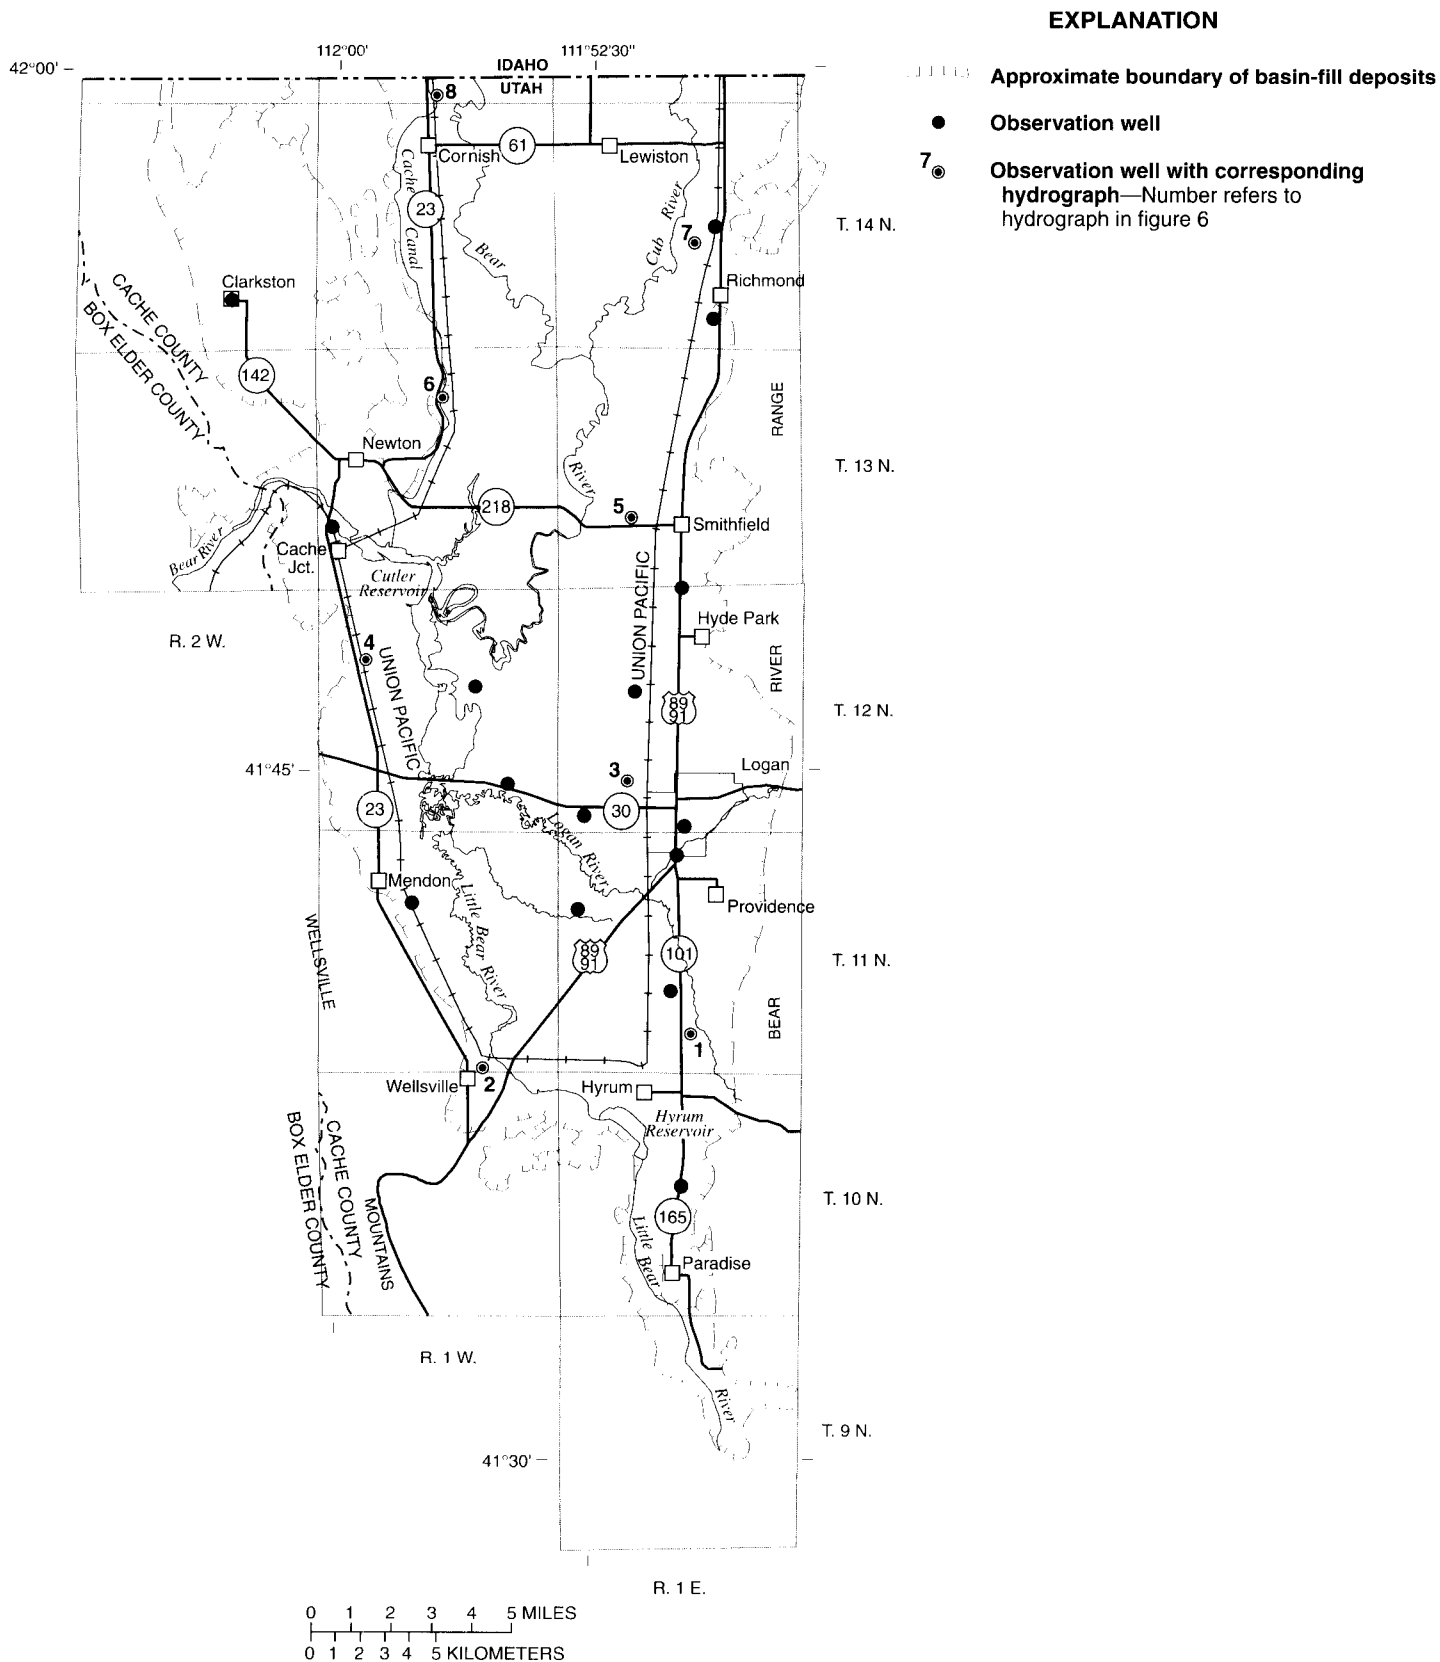 EXPLANATION
Approximate boundary of basin-fill deposits
Observation well
7
Observation well with corresponding
hydrograph—Number refers to
hydrograph in figure 6
112°00'
111°52'30"
42°00'
IDAHO
UTAH
8
Cornish
61
Lewiston
Cache
Canal
23
Bear
Cub
River
7
T. 14 N.
Richmond
Clarkston
CACHE COUNTY
BOX ELDER COUNTY
142
6
RANGE
Newton
River
T. 13 N.
218
5
Smithfield
Bear River
Cache
Jct.
Cutler
Reservoir
UNION PACIFIC
Hyde Park
R. 2 W.
4
UNION PACIFIC
RIVER
89
91
T. 12 N.
41°45'
3
Logan
23
30
Logan River
Mendon
Little Bear River
Providence
WELLSVILLE
89
91
101
T. 11 N.
BEAR
1
Wellsville
2
Hyrum
Hyrum
Reservoir
BOX ELDER COUNTY
CACHE COUNTY
MOUNTAINS
T. 10 N.
165
Little Bear
Paradise
R. 1 W.
River
T. 9 N.
41°30'
R. 1 E.
0 1 2 3 4 5 MILES
0 1 2 3 4 5 KILOMETERS